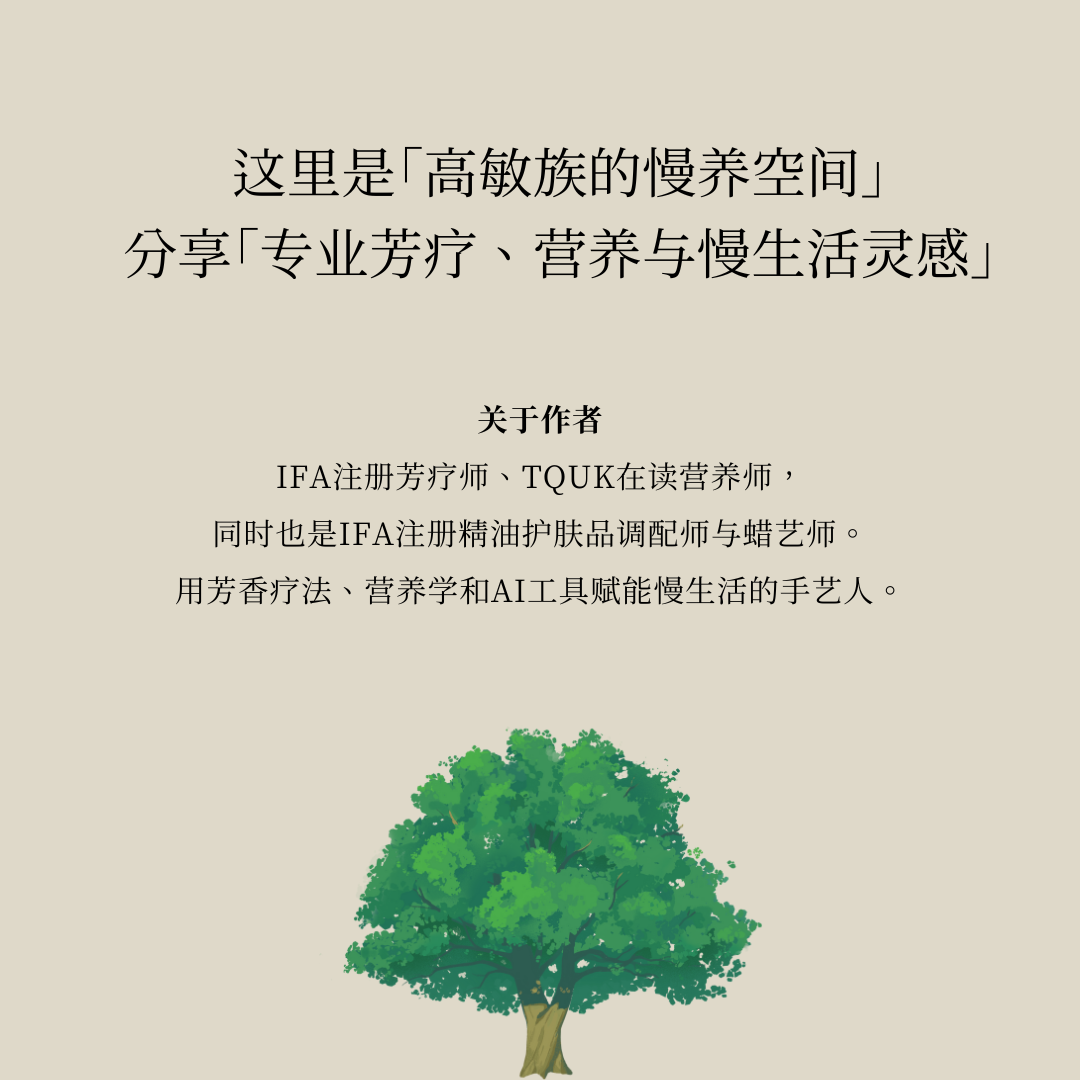 这里是「高敏族的慢养空间」
分享「专业芳疗、营养与慢生活灵感」
关于作者
IFA注册芳疗师、TQUK在读营养师，
同时也是IFA注册精油护肤品调配师与蜡艺师。
用芳香疗法、营养学和AI工具赋能慢生活的手艺人。